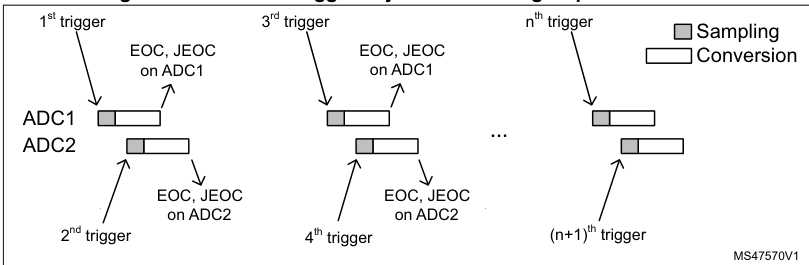 1st trigger
EOC, JEOC
on ADC1
3rd trigger
EOC, JEOC
on ADC1
nth trigger
Sampling
Conversion
ADC1
ADC2
...
EOC, JEOC
on ADC2
EOC, JEOC
on ADC2
2nd trigger
4th trigger
(n+1)th trigger
MS47570V1